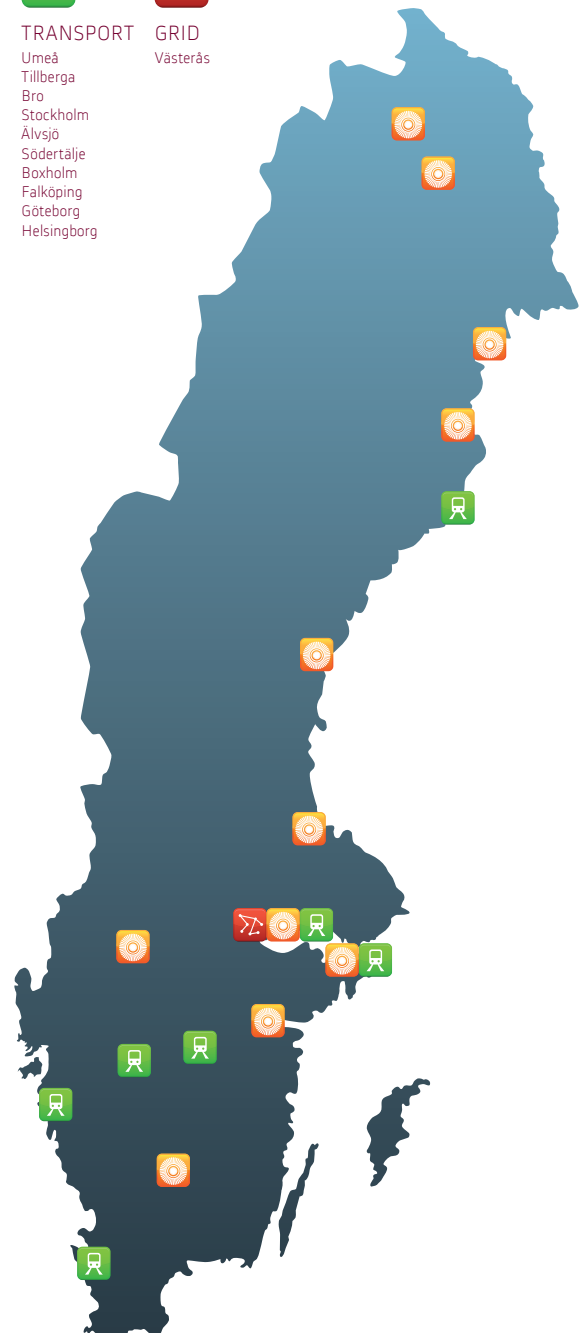 TRANSPORT
Umeå
Tillberga
Bro
Stockholm
Älvsjö
Södertälje
Boxholm
Falköping
Göteborg
Helsingborg
GRID
Västerås